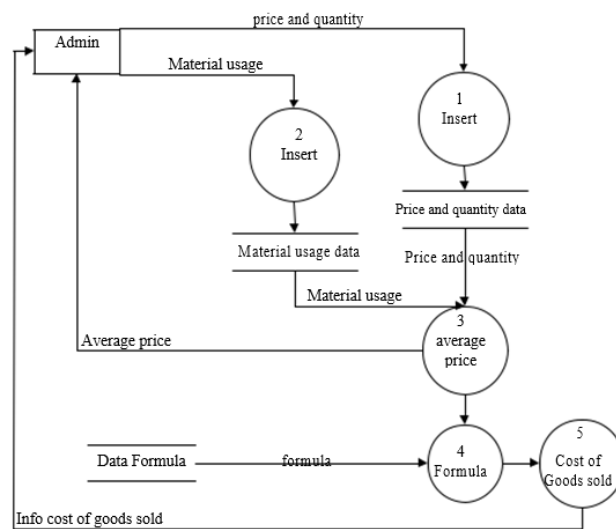 price and quantity
Admin
Material usage
1
Insert
2
Insert
Price and quantity data
Material usage data
Price and quantity
Material usage
3
average
price
Average price
5
Cost of
Goods sold
4
Formula
Data Formula
formula
Info cost of goods sold